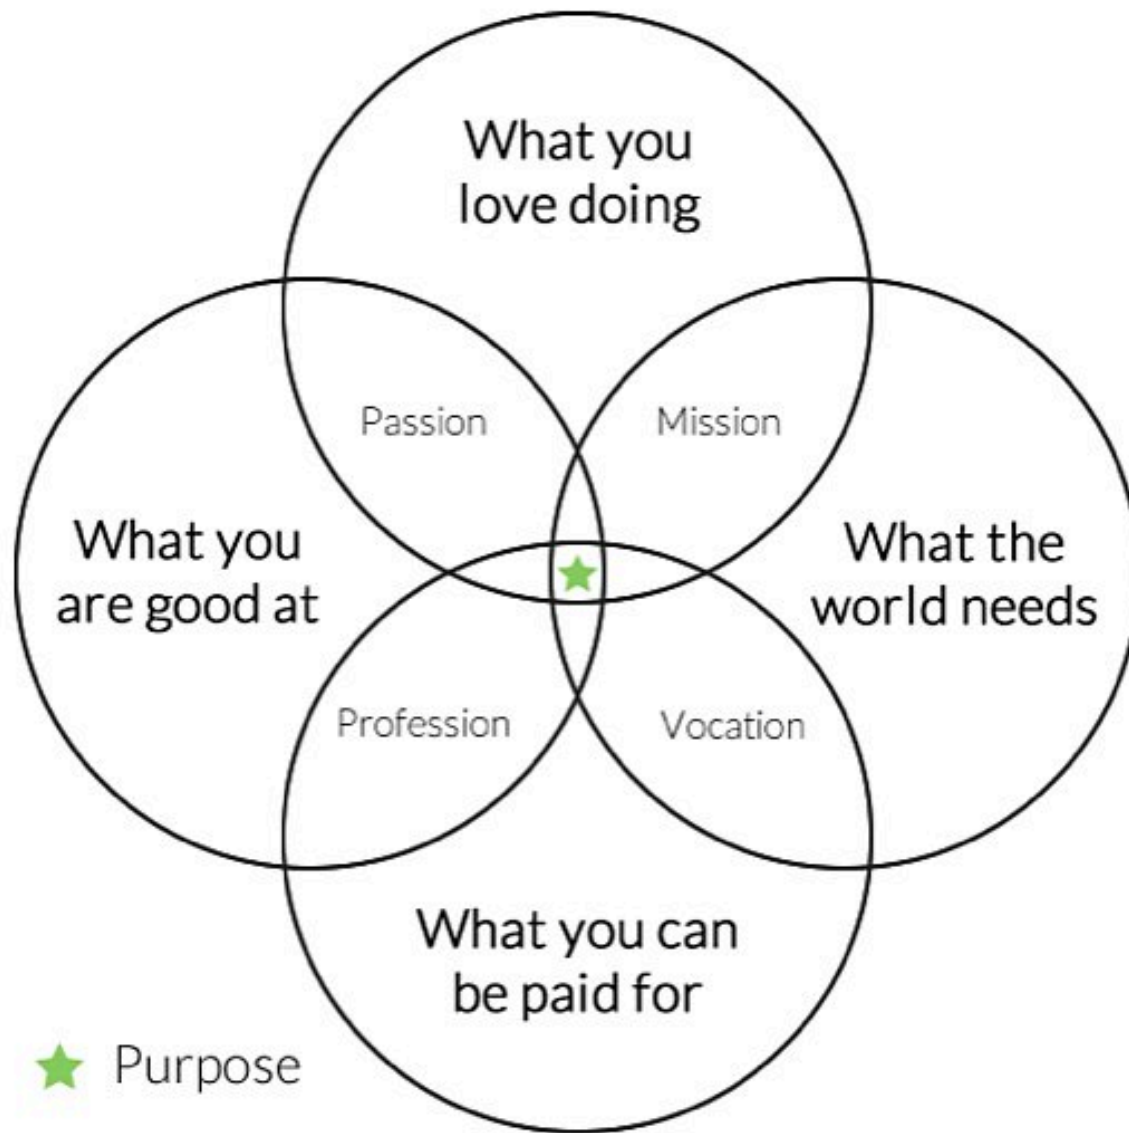 What you
love doing
Passion
Mission
What you
are good at
What the
world needs
Profession
Vocation
What you can
be paid for
Purpose